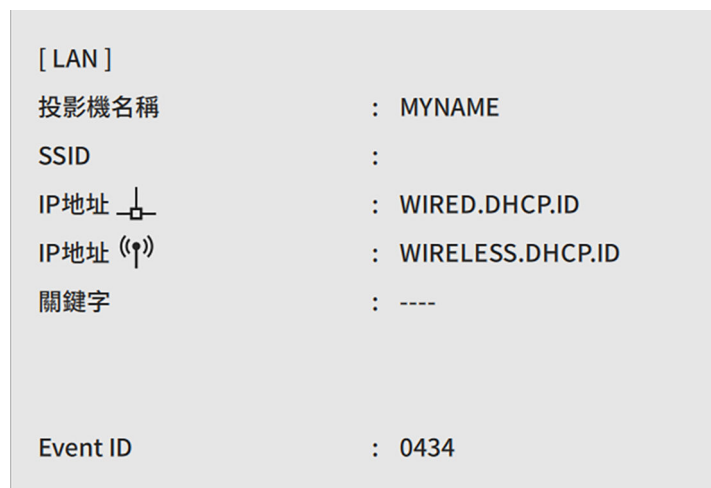 [ LAN ]
投影機名稱 : MYNAME
SSID :
IP地址 : WIRED.DHCP.ID
IP地址 : WIRELESS.DHCP.ID
關鍵字 : ----
Event ID : 0434